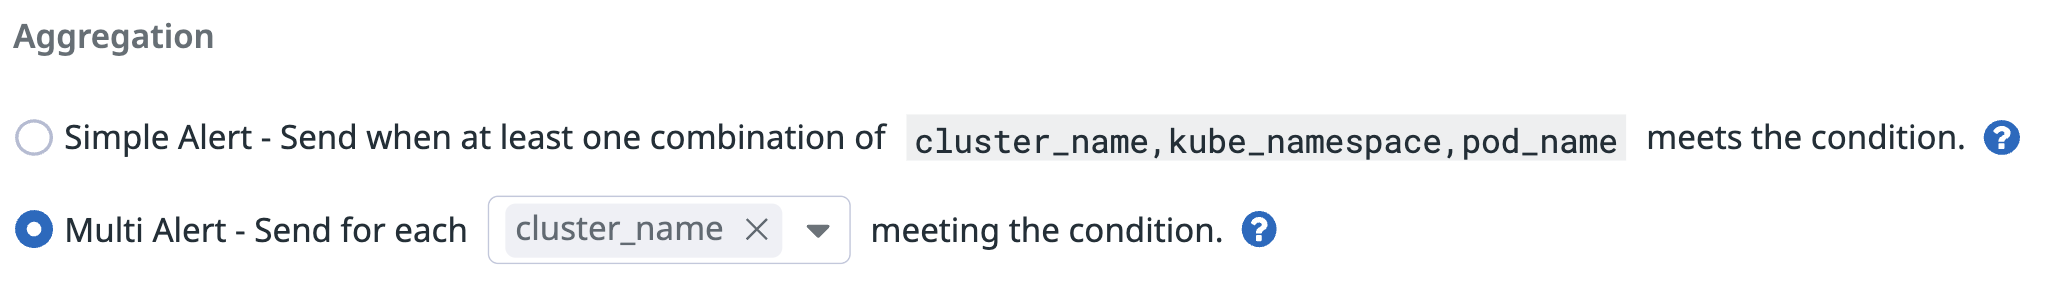 Aggregation
Simple Alert - Send when at least one combination of cluster_name,kube_namespace,pod_name meets the condition. ?
Multi Alert - Send for each cluster_name × meeting the condition. ?